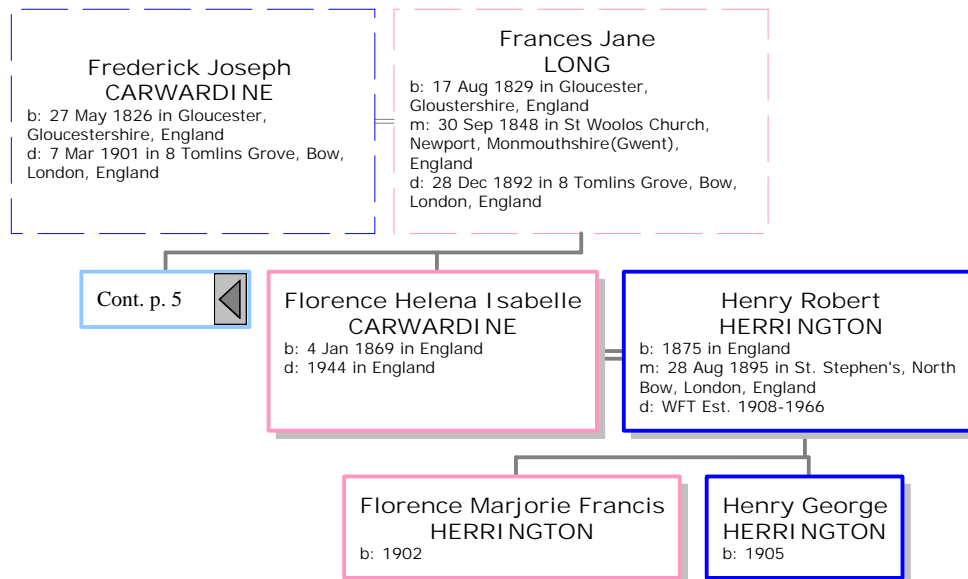 Frederick Joseph
CARWARDINE
b: 27 May 1826 in Gloucester,
Gloucestershire, England
d: 7 Mar 1901 in 8 Tomlins Grove, Bow,
London, England
Frances Jane
LONG
b: 17 Aug 1829 in Gloucester,
Gloustershire, England
m: 30 Sep 1848 in St Woolos Church,
Newport, Monmouthshire(Gwent),
England
d: 28 Dec 1892 in 8 Tomlins Grove, Bow,
London, England
Cont. p. 5
Florence Helena Isabelle
CARWARDINE
b: 4 Jan 1869 in England
d: 1944 in England
Henry Robert
HERRINGTON
b: 1875 in England
m: 28 Aug 1895 in St. Stephen's, North
Bow, London, England
d: WFT Est. 1908-1966
Florence Marjorie Francis
HERRINGTON
b: 1902
Henry George
HERRINGTON
b: 1905